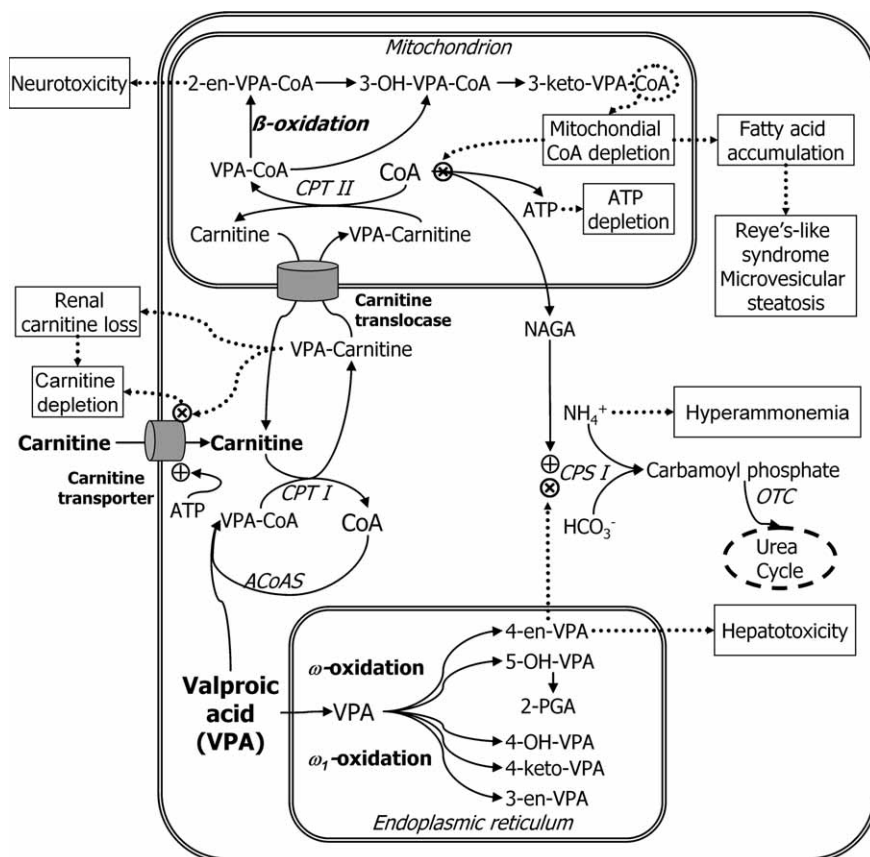 Mitochondrion
Neurotoxicity
2-en-VPA-CoA
3-OH-VPA-CoA
3-keto-VPA-CoA
ß-oxidation
Mitochondial
CoA depletion
Fatty acid
accumulation
VPA-CoA
CoA
CPT II
ATP
ATP
depletion
Carnitine
VPA-Carnitine
Reye's-like
syndrome
Microvesicular
steatosis
Carnitine
translocase
Renal
carnitine loss
NAGA
VPA-Carnitine
Carnitine
depletion
NH₄⁺
Hyperammonemia
Carnitine
Carnitine
Carnitine
transporter
CPS I
Carbamoyl phosphate
CPT I
OTC
ATP
VPA-CoA
CoA
HCO₃⁻
Urea
Cycle
ACoAS
4-en-VPA
Hepatotoxicity
ω-oxidation
5-OH-VPA
Valproic
acid
(VPA)
VPA
2-PGA
4-OH-VPA
ω₁-oxidation
4-keto-VPA
3-en-VPA
Endoplasmic reticulum